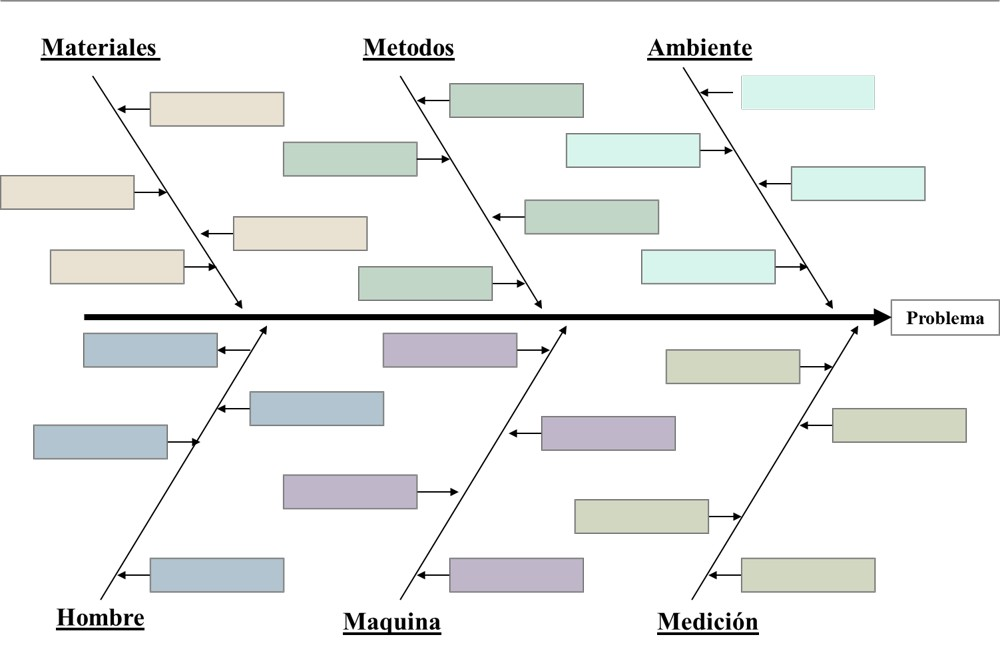 Materiales
Metodos
Ambiente
Problema
Hombre
Maquina
Medición